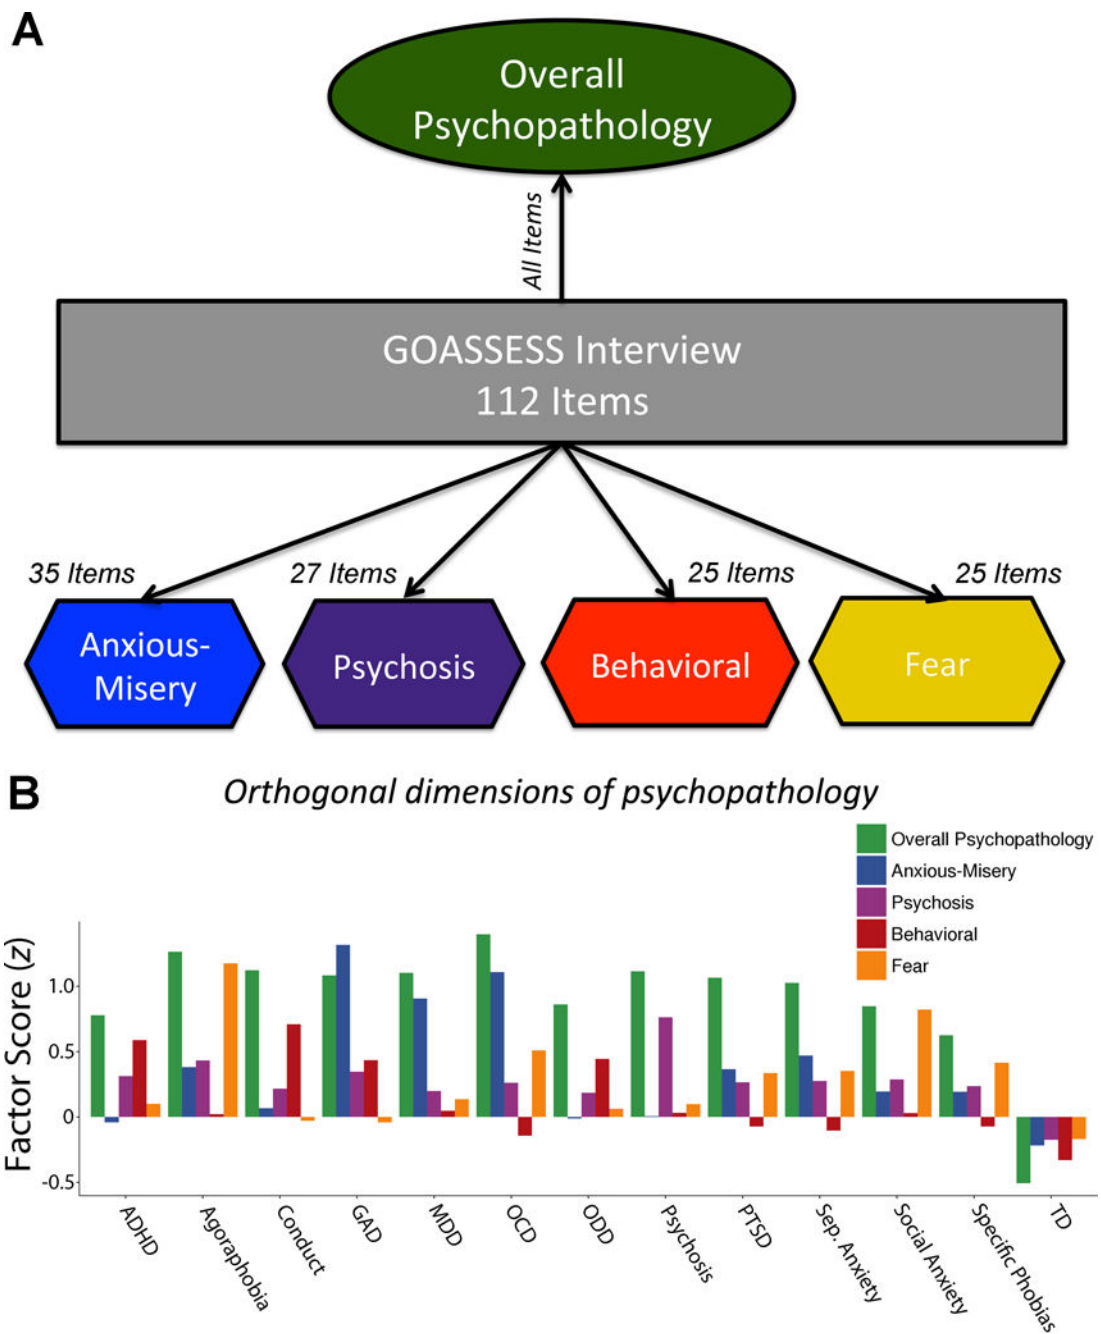 A
Overall
Psychopathology
All Items
GOASSESS Interview
112 Items
35 Items
27 Items
25 Items
25 Items
Anxious-
Misery
Psychosis
Behavioral
Fear
B
Orthogonal dimensions of psychopathology
Overall Psychopathology
Anxious-Misery
Psychosis
Behavioral
Fear
Factor Score (z)
1.0
0.5
0
-0.5
ADHD
Agoraphobia
Conduct
GAD
MDD
OCD
ODD
Psychosis
PTSD
Sep. Anxiety
Social Anxiety
Specific Phobias
TD